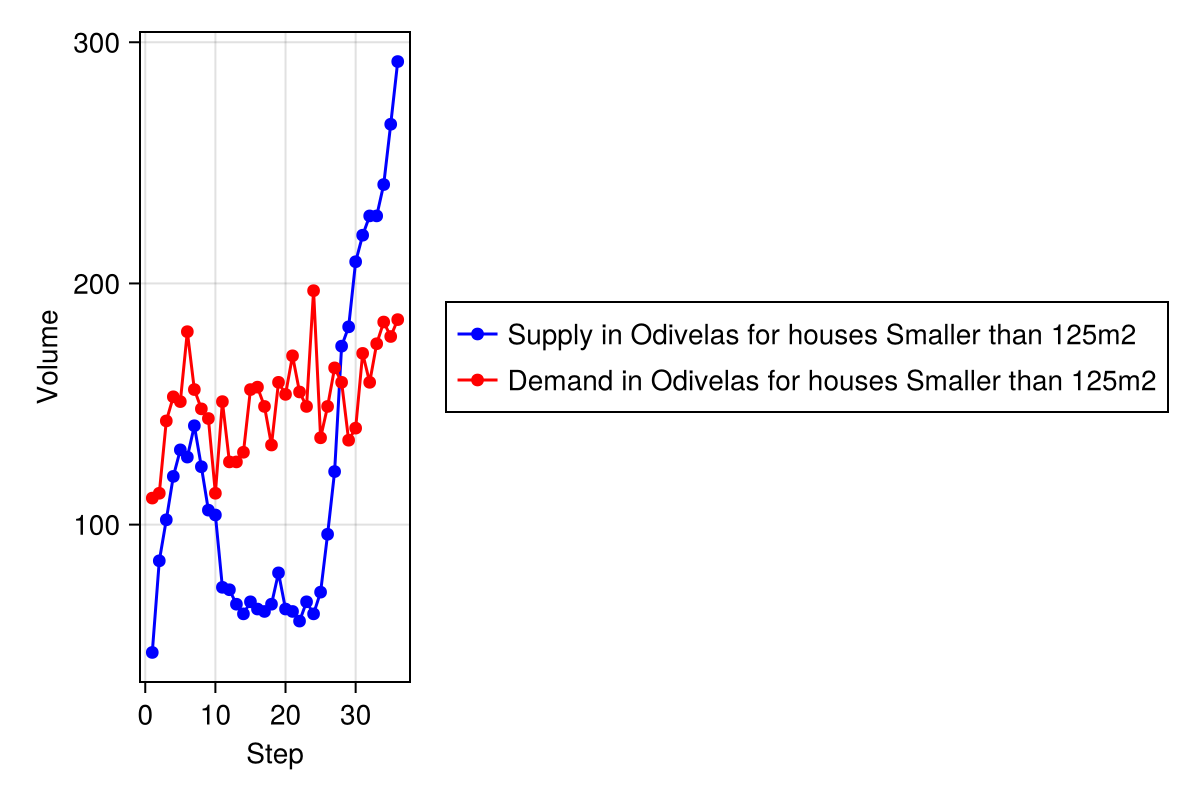 300
200
100
Volume
0 10 20 30
Step
Supply in Odivelas for houses Smaller than 125m2
Demand in Odivelas for houses Smaller than 125m2